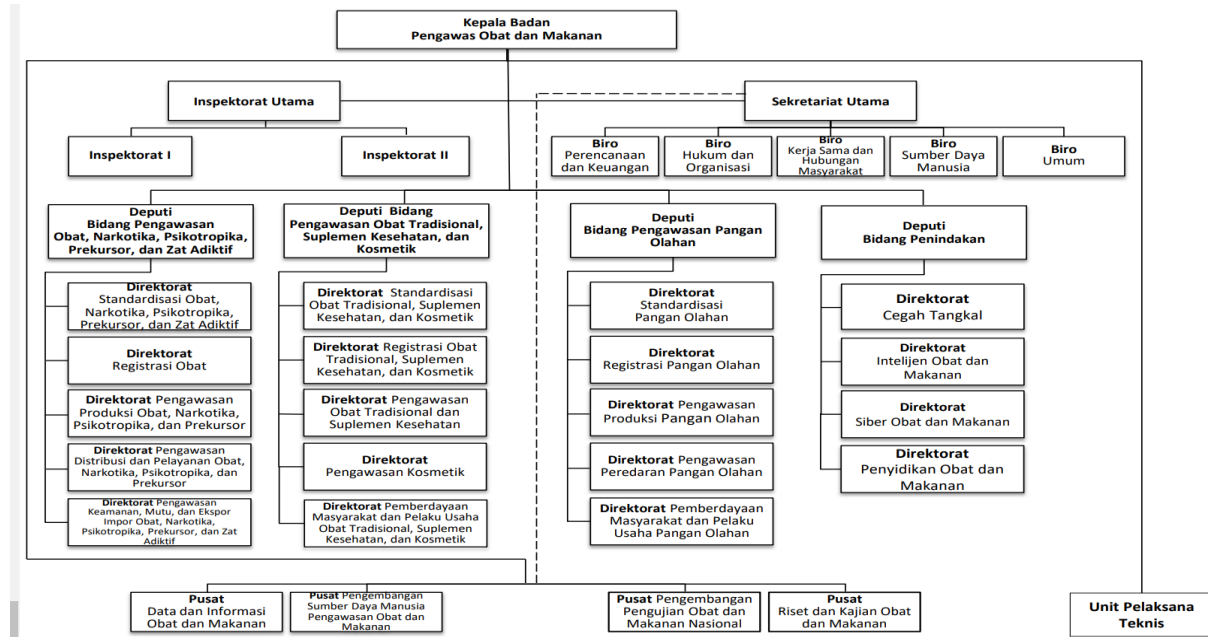 Kepala Badan
Pengawas Obat dan Makanan
Inspektorat Utama
Sekretariat Utama
Inspektorat I
Inspektorat II
Biro
Perencanaan
dan Keuangan
Biro
Hukum dan
Organisasi
Biro
Kerja Sama dan
Hubungan
Masyarakat
Biro
Sumber Daya
Manusia
Biro
Umum
Deputi
Bidang Pengawasan
Obat, Narkotika, Psikotropika,
Prekursor, dan Zat Adiktif
Deputi Bidang
Pengawasan Obat Tradisional,
Suplemen Kesehatan, dan
Kosmetik
Deputi
Bidang Pengawasan Pangan
Olahan
Deputi
Bidang Penindakan
Direktorat
Standardisasi Obat,
Narkotika, Psikotropika,
Prekursor, dan Zat Adiktif
Direktorat
Registrasi Obat
Direktorat Pengawasan
Produksi Obat, Narkotika,
Psikotropika, dan Prekursor
Direktorat Pengawasan
Distribusi dan Pelayanan Obat,
Narkotika, Psikotropika, dan
Prekursor
Direktorat Pengawasan
Keamanan, Mutu, dan Ekspor
Impor Obat, Narkotika,
Psikotropika, Prekursor, dan Zat
Adiktif
Direktorat Standardisasi
Obat Tradisional, Suplemen
Kesehatan, dan Kosmetik
Direktorat Registrasi Obat
Tradisional, Suplemen
Kesehatan, dan Kosmetik
Direktorat Pengawasan
Obat Tradisional dan
Suplemen Kesehatan
Direktorat
Pengawasan Kosmetik
Direktorat Pemberdayaan
Masyarakat dan Pelaku Usaha
Obat Tradisional, Suplemen
Kesehatan, dan Kosmetik
Direktorat
Standardisasi
Pangan Olahan
Direktorat
Registrasi Pangan Olahan
Direktorat Pengawasan
Produksi Pangan Olahan
Direktorat Pengawasan
Peredaran Pangan Olahan
Direktorat Pemberdayaan
Masyarakat dan Pelaku
Usaha Pangan Olahan
Direktorat
Cegah Tangkal
Direktorat
Intelijen Obat dan
Makanan
Direktorat
Siber Obat dan Makanan
Direktorat
Penyidikan Obat dan
Makanan
Pusat
Data dan Informasi
Obat dan Makanan
Pusat Pengembangan
Sumber Daya Manusia
Pengawasan Obat dan
Makanan
Pusat Pengembangan
Pengujian Obat dan
Makanan Nasional
Pusat
Riset dan Kajian Obat
dan Makanan
Unit Pelaksana
Teknis